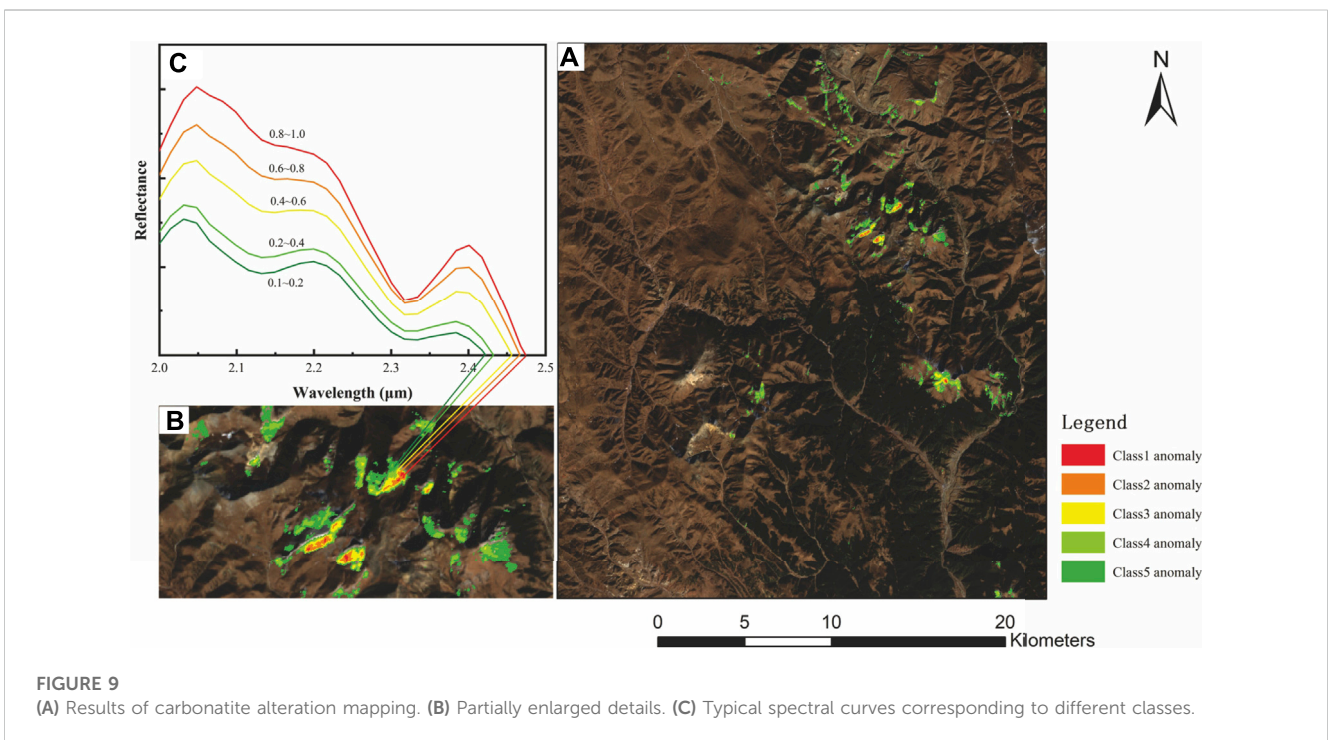 C
Reflectance
0.8~1.0
0.6~0.8
0.4~0.6
0.2~0.4
0.1~0.2
2.0 2.1 2.2 2.3 2.4 2.5
Wavelength (μm)
B
A
N
Legend
Class1 anomaly
Class2 anomaly
Class3 anomaly
Class4 anomaly
Class5 anomaly
0 5 10 20
Kilometers
FIGURE 9
(A) Results of carbonatite alteration mapping. (B) Partially enlarged details. (C) Typical spectral curves corresponding to different classes.